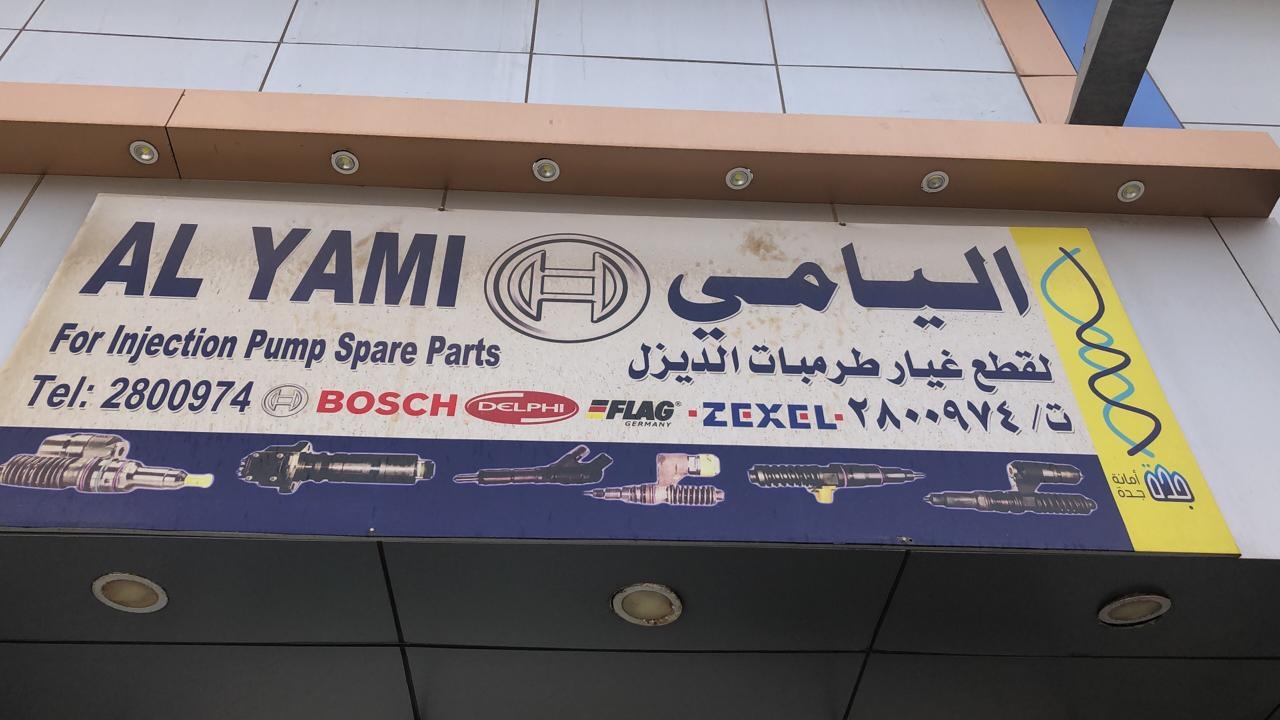 AL YAMI
اليامي
For Injection Pump Spare Parts
لقطع غيار طرمبات الديزل
Tel: 2800974
BOSCH
DELPHI
FLAG®
GERMANY
ZEXEL
ت/ ٢٨٠٠٩٧٤
أمانة
جدة
جدة